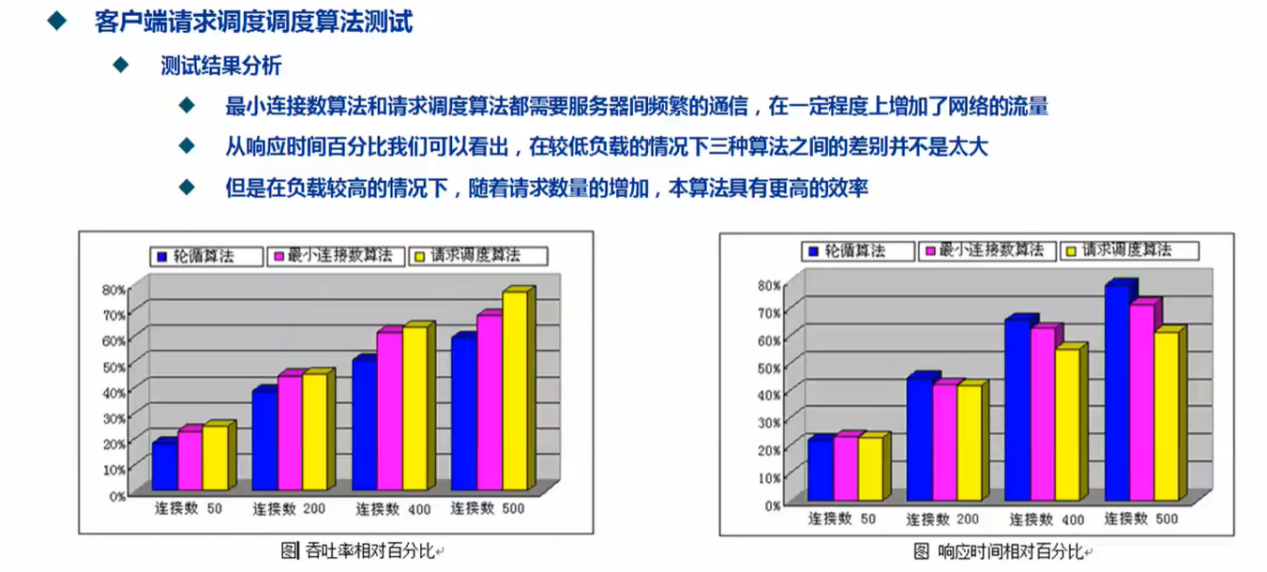 客户端请求调度调度算法测试
测试结果分析
最小连接数算法和请求调度算法都需要服务器间频繁的通信，在一定程度上增加了网络的流量
从响应时间百分比我们可以看出，在较低负载的情况下三种算法之间的差别并不是太大
但是在负载较高的情况下，随着请求数量的增加，本算法具有更高的效率
轮循算法 最小连接数算法 请求调度算法
80%
70%
60%
50%
40%
30%
20%
10%
0%
连接数 50 连接数 200 连接数 400 连接数 500
图 吞吐率相对百分比
轮循算法 最小连接数算法 请求调度算法
80%
70%
60%
50%
40%
30%
20%
10%
0%
连接数 50 连接数 200 连接数 400 连接数 500
图 响应时间相对百分比